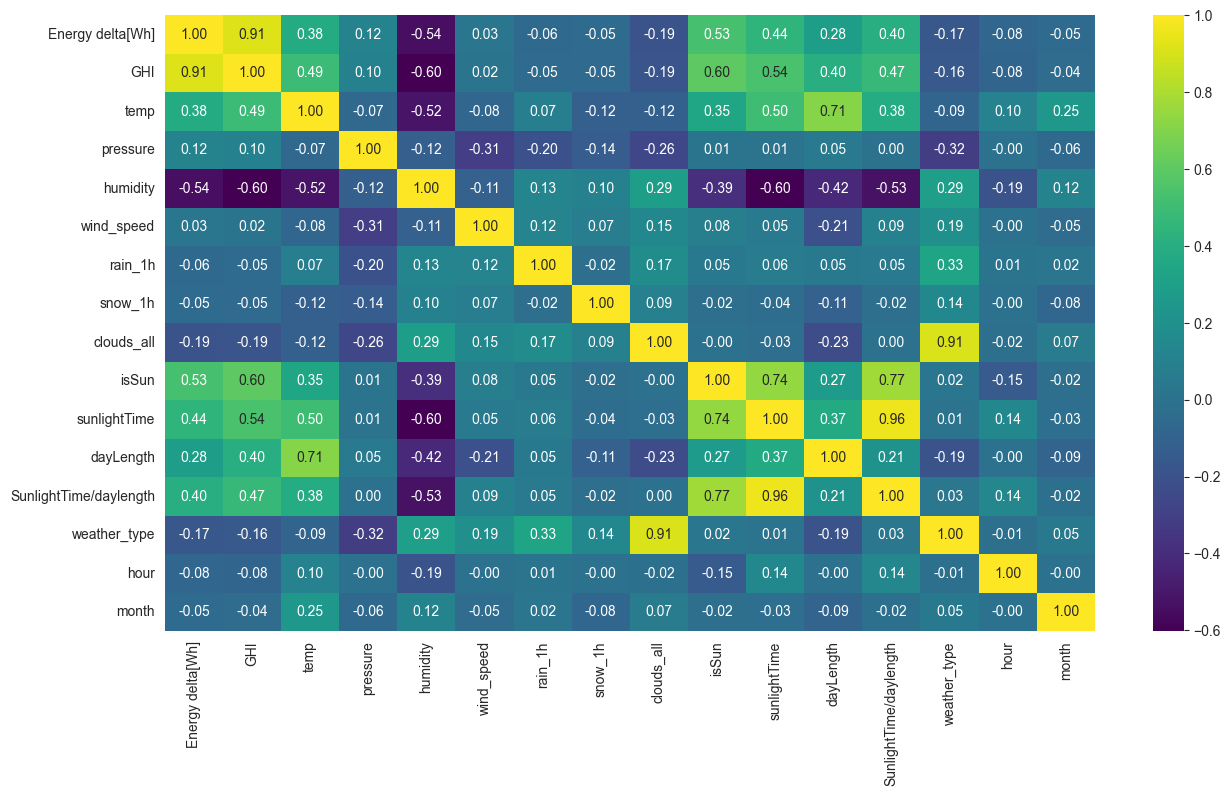 Energy delta[Wh] 1.00 0.91 0.38 0.12 -0.54 0.03 -0.06 -0.05 -0.19 0.53 0.44 0.28 0.40 -0.17 -0.08 -0.05
GHI 0.91 1.00 0.49 0.10 -0.60 0.02 -0.05 -0.05 -0.19 0.60 0.54 0.40 0.47 -0.16 -0.08 -0.04
temp 0.38 0.49 1.00 -0.07 -0.52 -0.08 0.07 -0.12 -0.12 0.35 0.50 0.71 0.38 -0.09 0.10 0.25
pressure 0.12 0.10 -0.07 1.00 -0.12 -0.31 -0.20 -0.14 -0.26 0.01 0.01 0.05 0.00 -0.32 -0.00 -0.06
humidity -0.54 -0.60 -0.52 -0.12 1.00 -0.11 0.13 0.10 0.29 -0.39 -0.60 -0.42 -0.53 0.29 -0.19 0.12
wind_speed 0.03 0.02 -0.08 -0.31 -0.11 1.00 0.12 0.07 0.15 0.08 0.05 -0.21 0.09 0.19 -0.00 -0.05
rain_1h -0.06 -0.05 0.07 -0.20 0.13 0.12 1.00 -0.02 0.17 0.05 0.06 0.05 0.05 0.33 0.01 0.02
snow_1h -0.05 -0.05 -0.12 -0.14 0.10 0.07 -0.02 1.00 0.09 -0.02 -0.04 -0.11 -0.02 0.14 -0.00 -0.08
clouds_all -0.19 -0.19 -0.12 -0.26 0.29 0.15 0.17 0.09 1.00 -0.00 -0.03 -0.23 0.00 0.91 -0.02 0.07
isSun 0.53 0.60 0.35 0.01 -0.39 0.08 0.05 -0.02 -0.00 1.00 0.74 0.27 0.77 0.02 -0.15 -0.02
sunlightTime 0.44 0.54 0.50 0.01 -0.60 0.05 0.06 -0.04 -0.03 0.74 1.00 0.37 0.96 0.01 0.14 -0.03
dayLength 0.28 0.40 0.71 0.05 -0.42 -0.21 0.05 -0.11 -0.23 0.27 0.37 1.00 0.21 -0.19 -0.00 -0.09
SunlightTime/daylength 0.40 0.47 0.38 0.00 -0.53 0.09 0.05 -0.02 0.00 0.77 0.96 0.21 1.00 0.03 0.14 -0.02
weather_type -0.17 -0.16 -0.09 -0.32 0.29 0.19 0.33 0.14 0.91 0.02 0.01 -0.19 0.03 1.00 -0.01 0.05
hour -0.08 -0.08 0.10 -0.00 -0.19 -0.00 0.01 -0.00 -0.02 -0.15 0.14 -0.00 0.14 -0.01 1.00 -0.00
month -0.05 -0.04 0.25 -0.06 0.12 -0.05 0.02 -0.08 0.07 -0.02 -0.03 -0.09 -0.02 0.05 -0.00 1.00
Energy delta[Wh]
GHI
temp
pressure
humidity
wind_speed
rain_1h
snow_1h
clouds_all
isSun
sunlightTime
dayLength
SunlightTime/daylength
weather_type
hour
month
1.0
0.8
0.6
0.4
0.2
0.0
−0.2
−0.4
−0.6